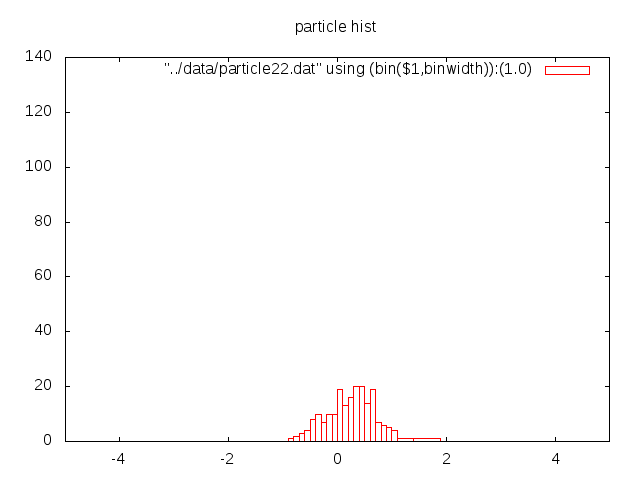 particle hist
140
"../data/particle22.dat" using (bin($1,binwidth)):(1.0)
120
100
80
60
40
20
0
-4 -2 0 2 4